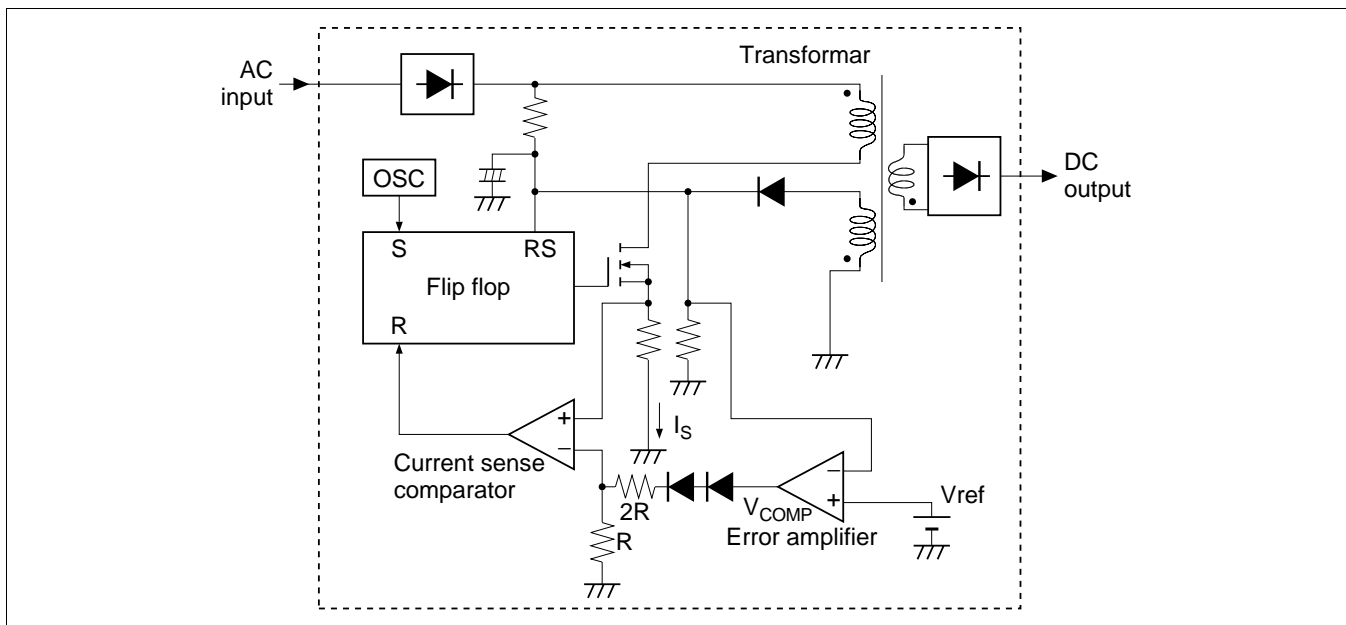 Transformar
AC
input
OSC
DC
output
S
RS
Flip flop
R
+
−
I_S
Current sense
comparator
2R
R
V_COMP
−
+
Error amplifier
Vref